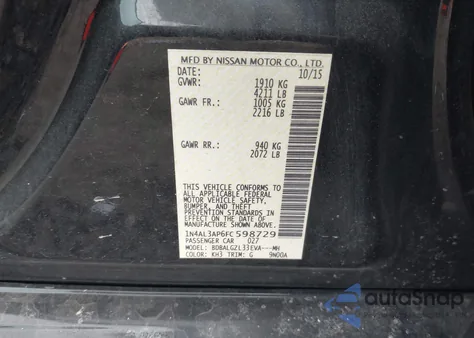 MFD BY NISSAN MOTOR CO., LTD.
DATE: 10/15
GVWR: 1910 KG
4211 LB
GAWR FR: 1005 KG
2216 LB
GAWR RR: 940 KG
2072 LB
THIS VEHICLE CONFORMS TO
ALL APPLICABLE U.S. FEDERAL
MOTOR VEHICLE SAFETY,
BUMPER, AND THEFT PREVENTION
STANDARDS IN EFFECT ON THE
DATE OF MANUFACTURE
SHOWN ABOVE.
1N4AL3AP6FC598729
PASSENGER CAR 027
MODEL: BDBALGZL33EVA---MH
COLOR: KH3 TRIM: G 9N00A
autoSnap